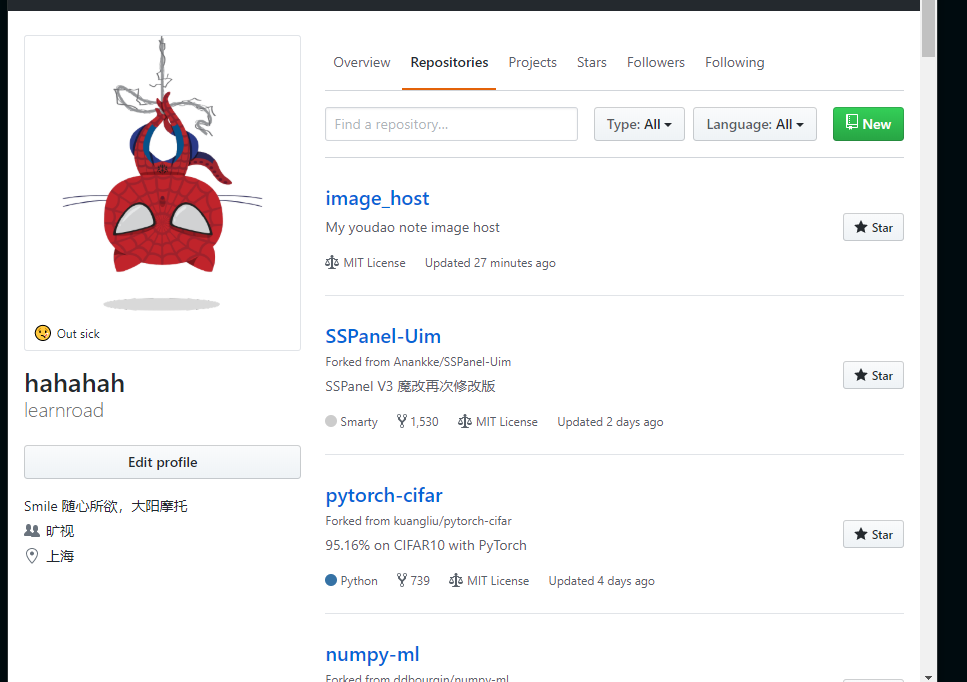 Overview Repositories Projects Stars Followers Following
Find a repository... Type: All Language: All New
image_host
My youdao note image host
Star
MIT License Updated 27 minutes ago
SSPanel-Uim
Forked from Anankke/SSPanel-Uim
SSPanel V3 魔改再次修改版
Star
Smarty 1,530 MIT License Updated 2 days ago
pytorch-cifar
Forked from kuangliu/pytorch-cifar
95.16% on CIFAR10 with PyTorch
Star
Python 739 MIT License Updated 4 days ago
numpy-ml
Forked from ddbourgin/numpy-ml
Out sick
hahahah
learnroad
Edit profile
Smile 随心所欲，大阳摩托
旷视
上海